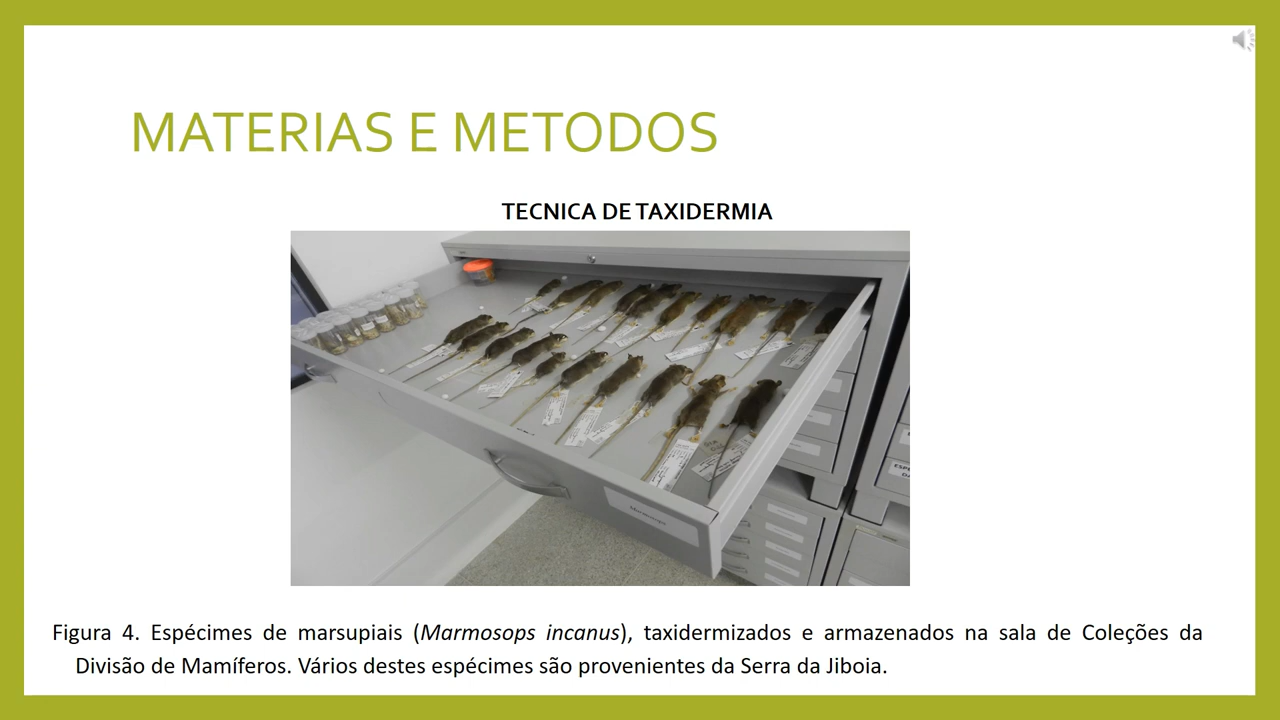 MATERIAS E METODOS
TECNICA DE TAXIDERMIA
Figura 4. Espécimes de marsupiais (Marmosops incanus), taxidermizados e armazenados na sala de Coleções da
Divisão de Mamíferos. Vários destes espécimes são provenientes da Serra da Jiboia.